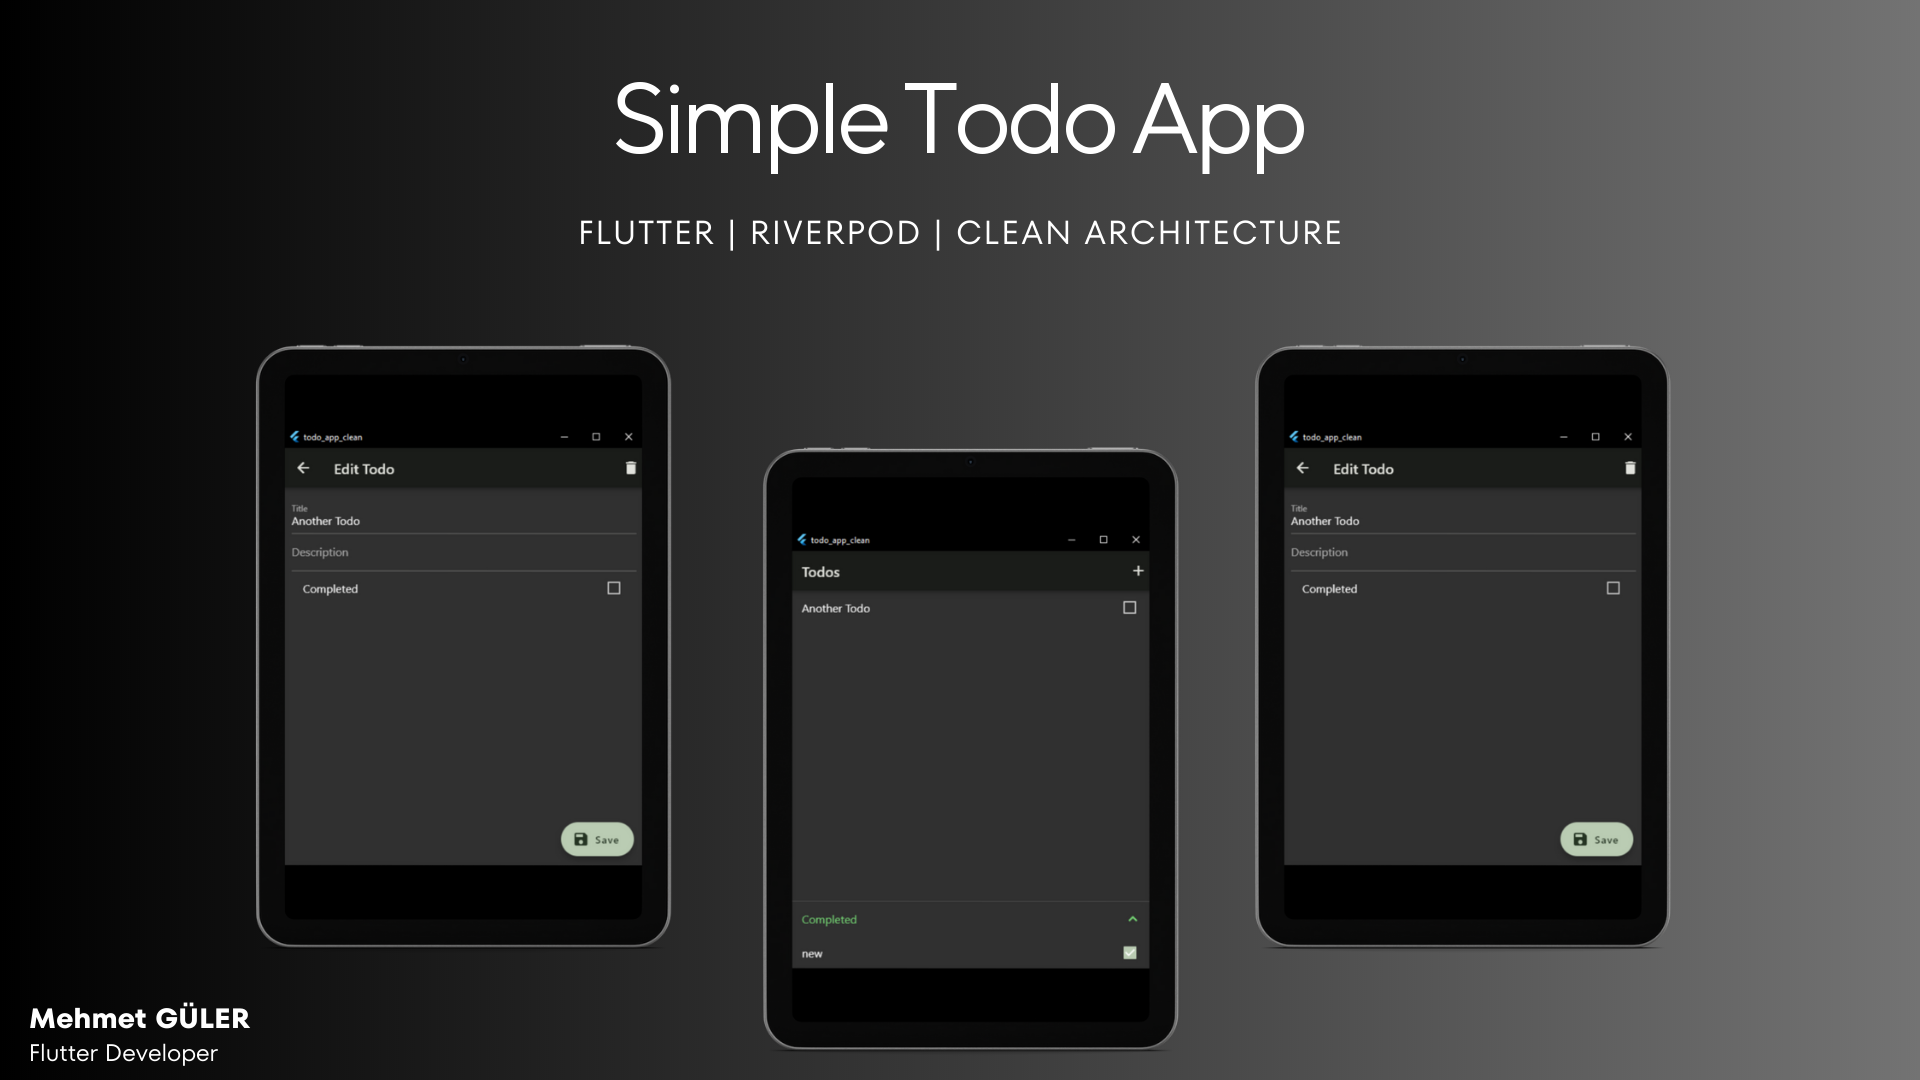 Simple Todo App
FLUTTER | RIVERPOD | CLEAN ARCHITECTURE
todo_app_clean
Edit Todo
Title
Another Todo
Description
Completed
Save
todo_app_clean
Todos
Another Todo
Completed
new
todo_app_clean
Edit Todo
Title
Another Todo
Description
Completed
Save
Mehmet GÜLER
Flutter Developer